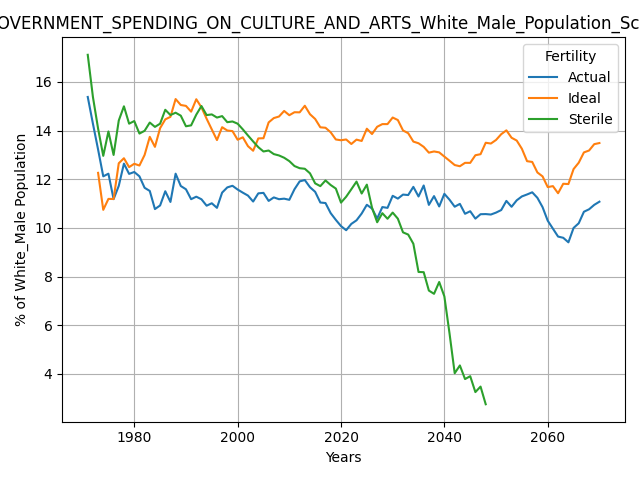 OVERNMENT_SPENDING_ON_CULTURE_AND_ARTS_White_Male_Population_Sc
Fertility
Actual
Ideal
Sterile
% of White_Male Population
16
14
12
10
8
6
4
1980 2000 2020 2040 2060
Years